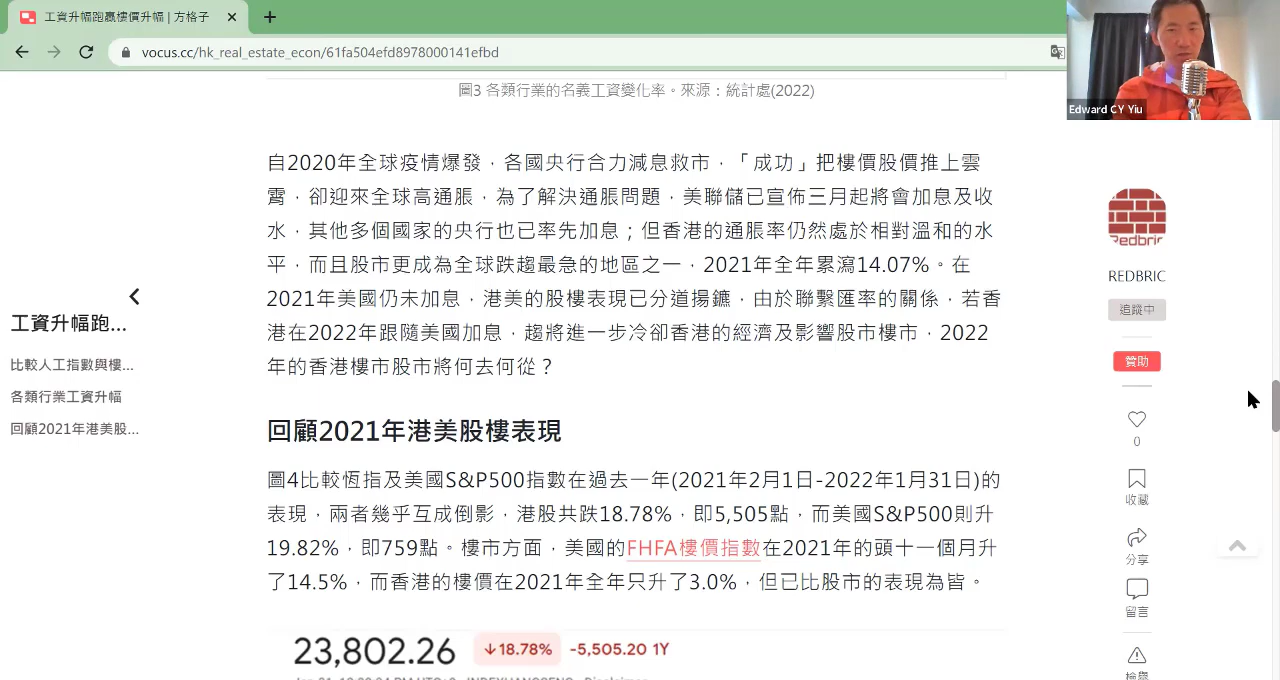 工資升幅跑贏樓價升幅 | 方格子
vocus.cc/hk_real_estate_econ/61fa504efd8978000141efbd
Edward CY Yiu
圖3 各類行業的名義工資變化率。來源：統計處(2022)
自2020年全球疫情爆發，各國央行合力減息救市，「成功」把樓價股價推上雲
霄，卻迎來全球高通脹，為了解決通脹問題，美聯儲已宣佈三月起將會加息及收
水，其他多個國家的央行也已率先加息；但香港的通脹率仍然處於相對溫和的水
平，而且股市更成為全球跌趨最急的地區之一，2021年全年累瀉14.07%。在
2021年美國仍未加息，港美的股樓表現已分道揚鑣，由於聯繫匯率的關係，若香
港在2022年跟隨美國加息，趨將進一步冷卻香港的經濟及影響股市樓市，2022
年的香港樓市股市將何去何從？
回顧2021年港美股樓表現
圖4比較恆指及美國S&P500指數在過去一年(2021年2月1日-2022年1月31日)的
表現，兩者幾乎互成倒影，港股共跌18.78%，即5,505點，而美國S&P500則升
19.82%，即759點。樓市方面，美國的FHFA樓價指數在2021年的頭十一個月升
了14.5%，而香港的樓價在2021年全年只升了3.0%，但已比股市的表現為皆。
23,802.26 ↓18.78% -5,505.20 1Y
工資升幅跑...
比較人工指數與樓...
各類行業工資升幅
回顧2021年港美股...
Redbric
REDBRIC
追蹤中
贊助
0
收藏
分享
留言
檢舉